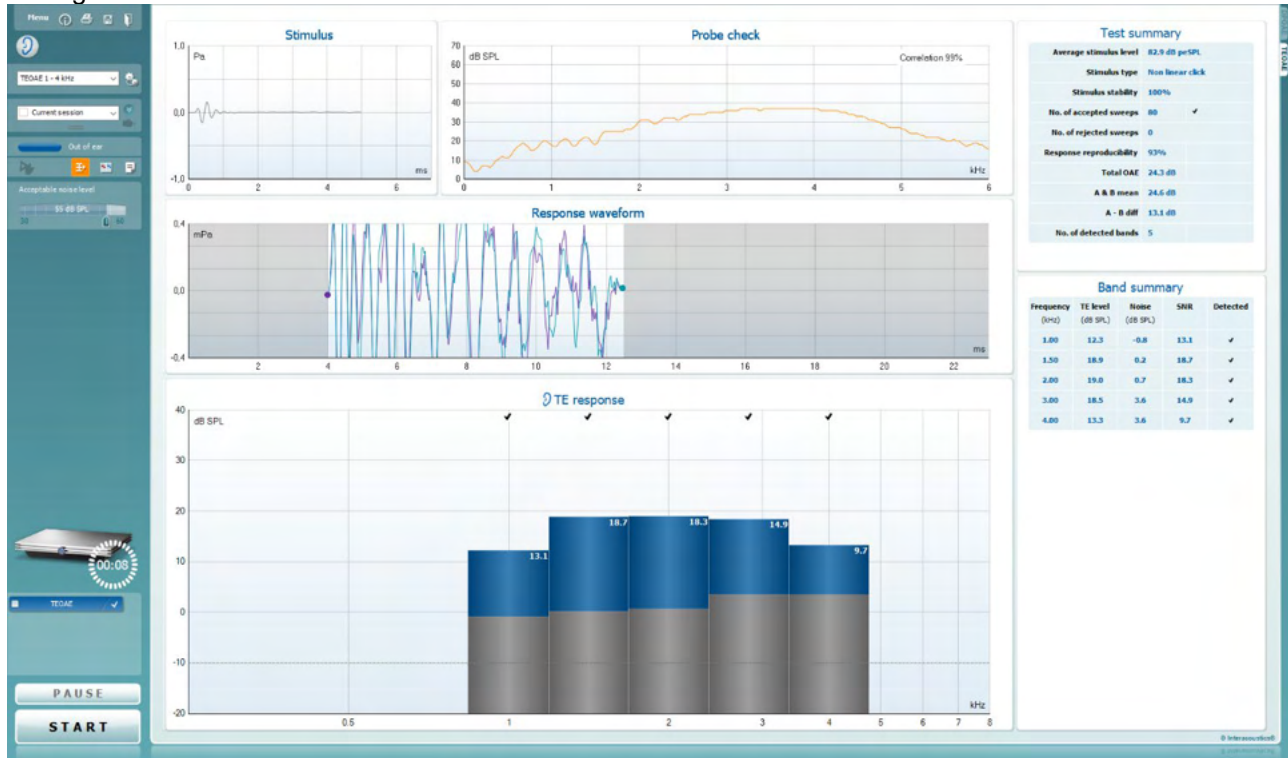 Menu
TEOAE 1 - 4 kHz
Current session
Out of ear
Acceptable noise level
55 dB SPL
30 60
00:08
TEOAE
PAUSE
START
Stimulus
1,0
Pa
0,0
-1,0
ms
0 2 4 6
Probe check
70
dB SPL
Correlation 99%
60
50
40
30
20
10
0
kHz
0 1 2 3 4 5 6
Response waveform
0,4
mPa
0,0
-0,4
ms
2 4 6 8 10 12 14 16 18 20 22
TE response
40
dB SPL
30
20
10
0
-10
-20
13.1 18.7 18.3 14.9 9.7
kHz
0.5 1 2 3 4 5 6 7 8
Test summary
Average stimulus level 82.9 dB peSPL
Stimulus type Non linear click
Stimulus stability 100%
No. of accepted sweeps 80 ✔
No. of rejected sweeps 0
Response reproducibility 93%
Total OAE 24.3 dB
A & B mean 24.6 dB
A - B diff 13.1 dB
No. of detected bands 5
Band summary
Frequency TE level Noise SNR Detected
(kHz) (dB SPL) (dB SPL)
1.00 12.3 -0.8 13.1 ✔
1.50 18.9 0.2 18.7 ✔
2.00 19.0 0.7 18.3 ✔
3.00 18.5 3.6 14.9 ✔
4.00 13.3 3.6 9.7 ✔
TEOAE